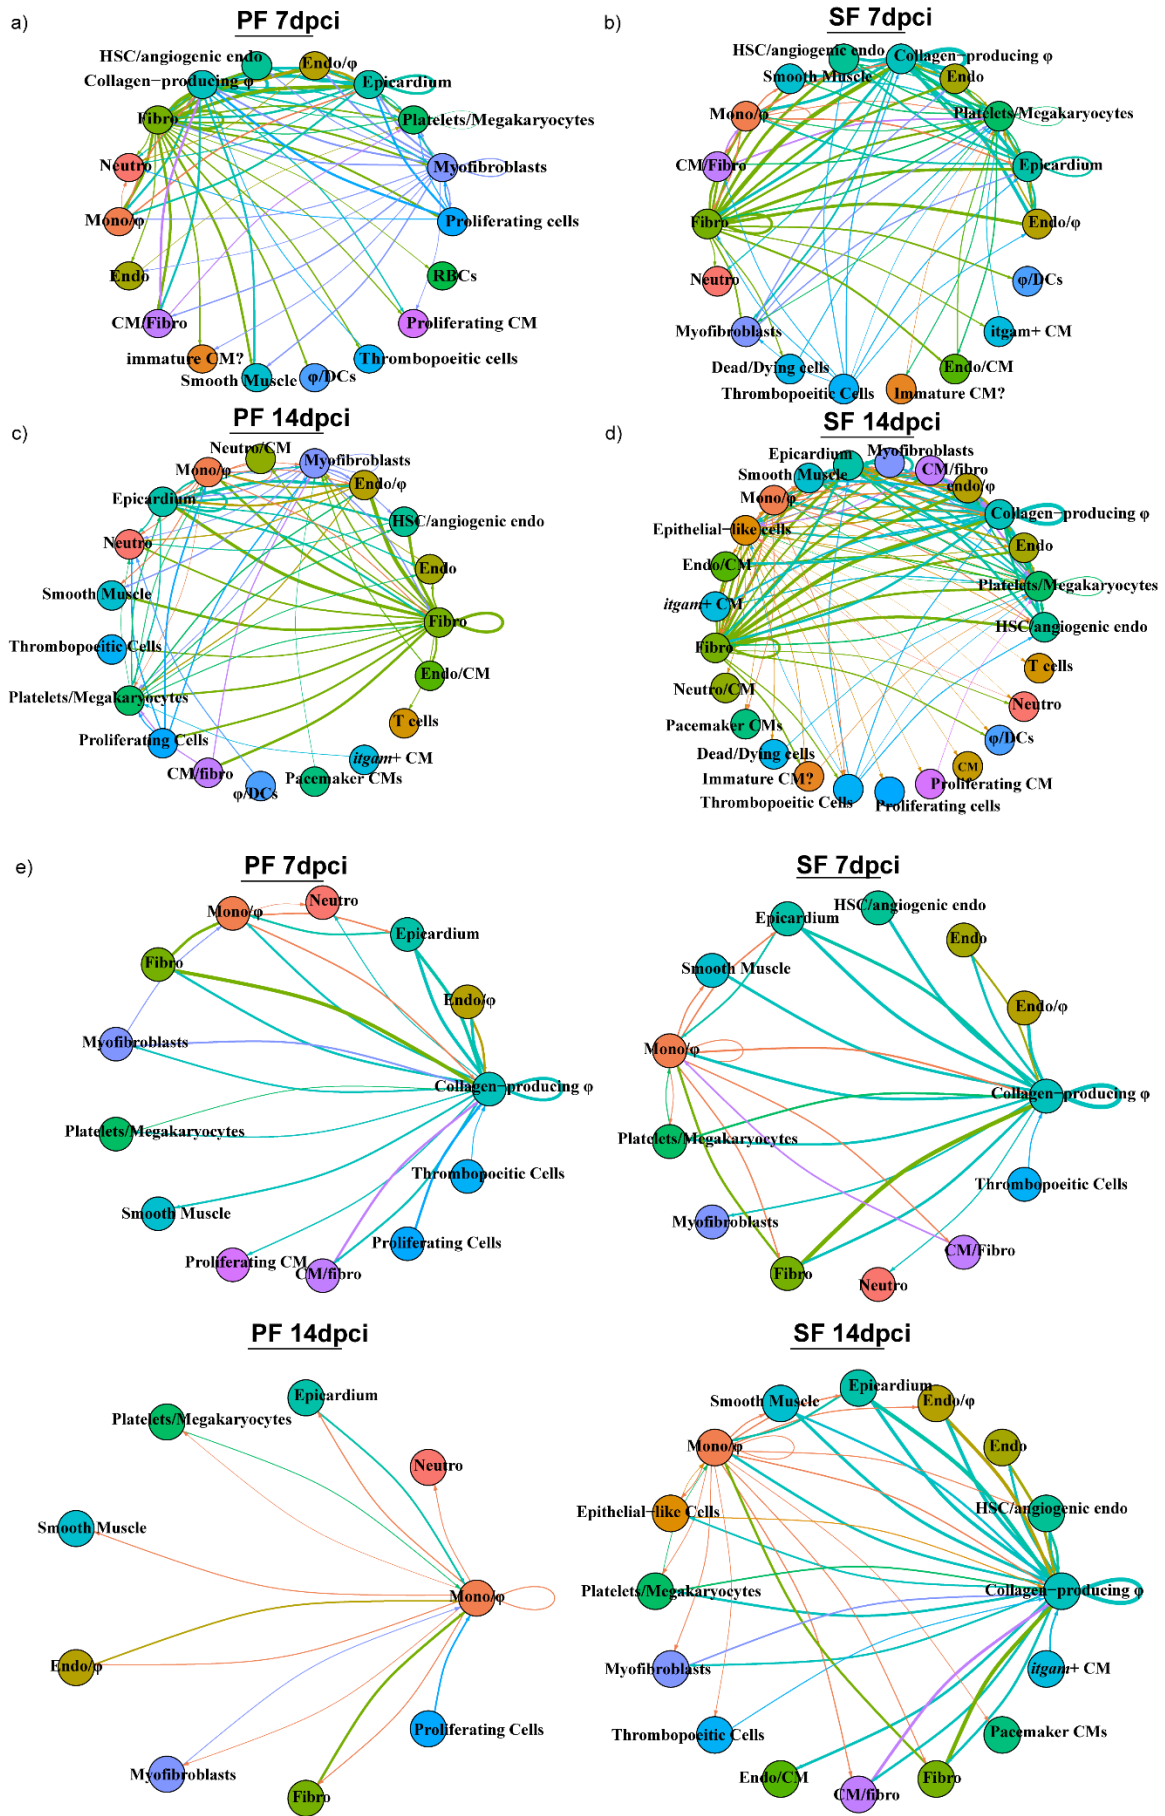 a)
PF 7dpci
HSC/angiogenic endo
Endo/φ
Collagen−producing φ
Epicardium
Fibro
Platelets/Megakaryocytes
Neutro
Myofibroblasts
Mono/φ
Proliferating cells
Endo
RBCs
CM/Fibro
Proliferating CM
immature CM?
Thrombopoeitic cells
Smooth Muscle
φ/DCs
b)
SF 7dpci
HSC/angiogenic endo
Collagen−producing φ
Smooth Muscle
Endo
Mono/φ
Platelets/Megakaryocytes
CM/Fibro
Epicardium
Fibro
Endo/φ
Neutro
φ/DCs
Myofibroblasts
itgam+ CM
Dead/Dying cells
Endo/CM
Thrombopoeitic Cells
Immature CM?
c)
PF 14dpci
Neutro/CM
Mono/φ
Myofibroblasts
Epicardium
Endo/φ
HSC/angiogenic endo
Neutro
Endo
Smooth Muscle
Fibro
Thrombopoeitic Cells
Endo/CM
Platelets/Megakaryocytes
T cells
Proliferating Cells
itgam+ CM
CM/fibro
Pacemaker CMs
φ/DCs
d)
SF 14dpci
Myofibroblasts
Epicardium
CM/fibro
Smooth Muscle
endo/φ
Mono/φ
Collagen−producing φ
Epithelial−like cells
Endo
Endo/CM
Platelets/Megakaryocytes
itgam+ CM
HSC/angiogenic endo
Fibro
T cells
Neutro/CM
Neutro
Pacemaker CMs
φ/DCs
Dead/Dying cells
CM
Immature CM?
Proliferating CM
Thrombopoeitic Cells
Proliferating cells
e)
PF 7dpci
Neutro
Mono/φ
Epicardium
Fibro
Endo/φ
Myofibroblasts
Collagen−producing φ
Platelets/Megakaryocytes
Thrombopoeitic Cells
Smooth Muscle
Proliferating Cells
Proliferating CM
CM/fibro
SF 7dpci
HSC/angiogenic endo
Epicardium
Endo
Smooth Muscle
Endo/φ
Mono/φ
Collagen−producing φ
Platelets/Megakaryocytes
Thrombopoeitic Cells
Myofibroblasts
CM/Fibro
Fibro
Neutro
PF 14dpci
Epicardium
Platelets/Megakaryocytes
Neutro
Smooth Muscle
Mono/φ
Endo/φ
Proliferating Cells
Myofibroblasts
Fibro
SF 14dpci
Epicardium
Smooth Muscle
Endo/φ
Mono/φ
Endo
Epithelial−like Cells
HSC/angiogenic endo
Platelets/Megakaryocytes
Collagen−producing φ
Myofibroblasts
itgam+ CM
Thrombopoeitic Cells
Pacemaker CMs
Endo/CM
Fibro
CM/fibro